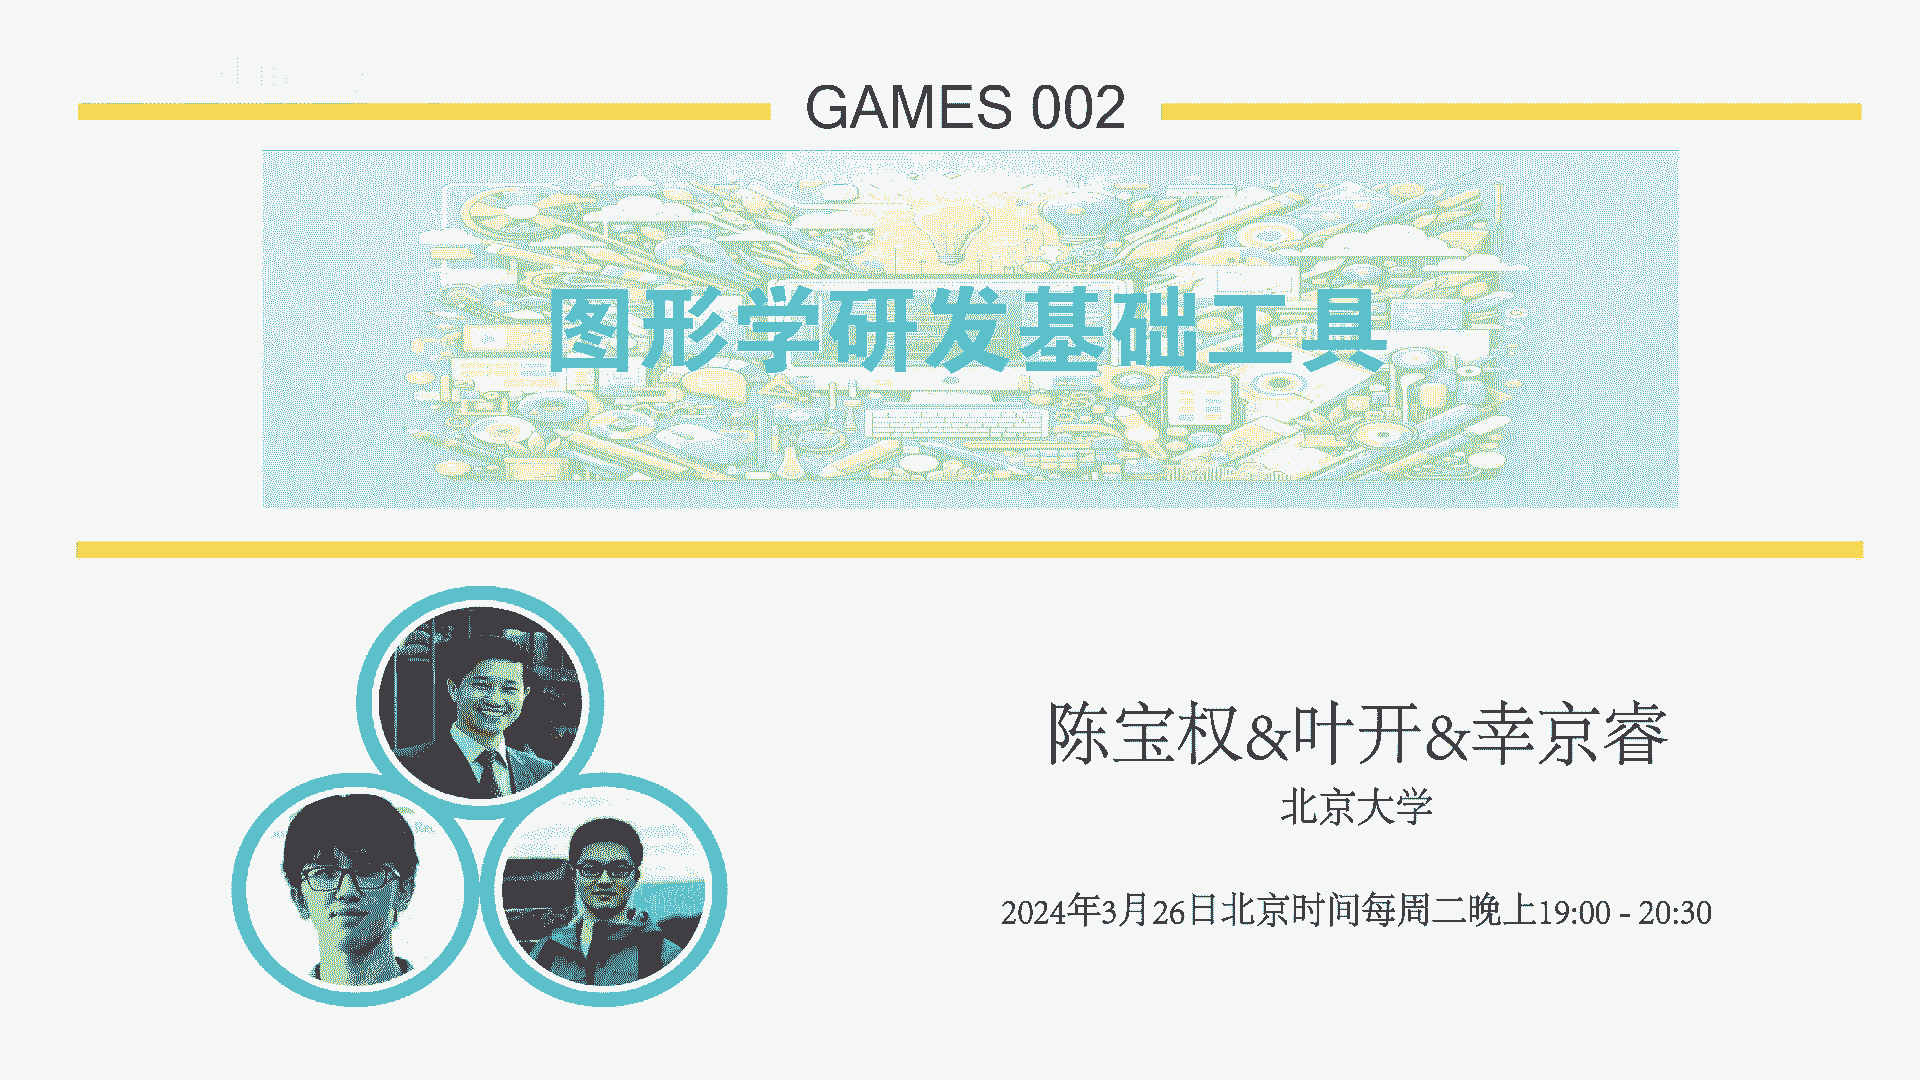 GAMES 002
图形学研发基础工具
陈宝权&叶开&幸京睿
北京大学
2024年3月26日北京时间每周二晚上19:00 - 20:30